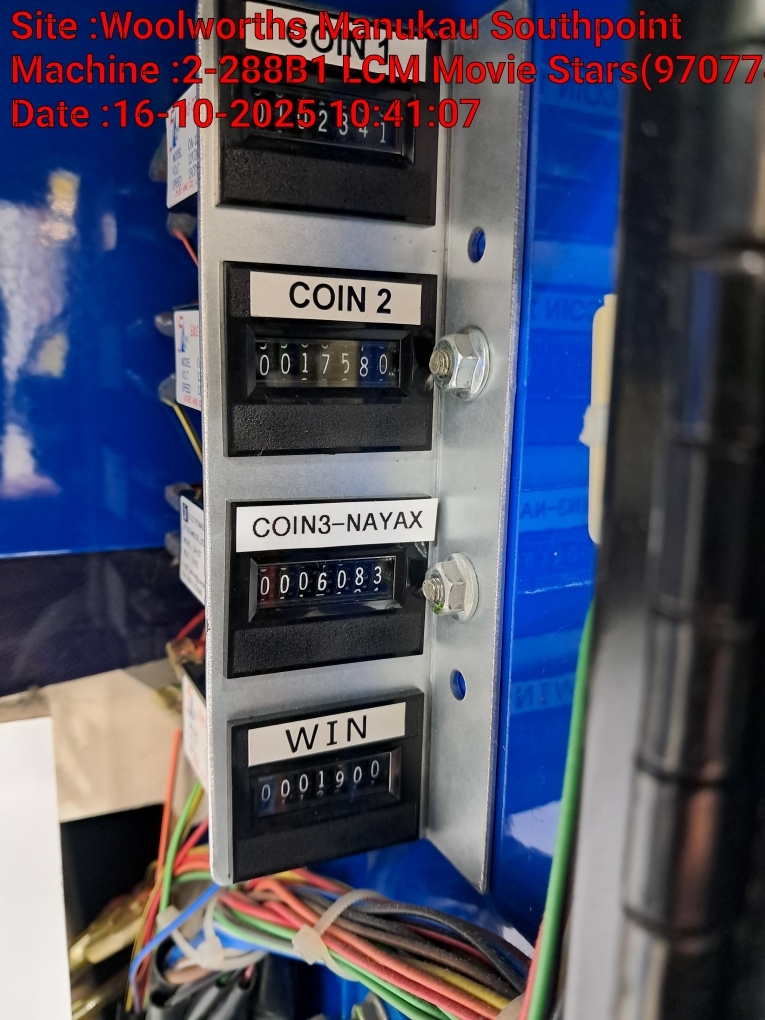 Site :Woolworths Manukau Southpoint
Machine :2-288B1 LCM Movie Stars(97077
Date :16-10-2025 10:41:07
COIN 1
COIN 2
0017580
COIN3-NAYAX
0006083
WIN
0001900